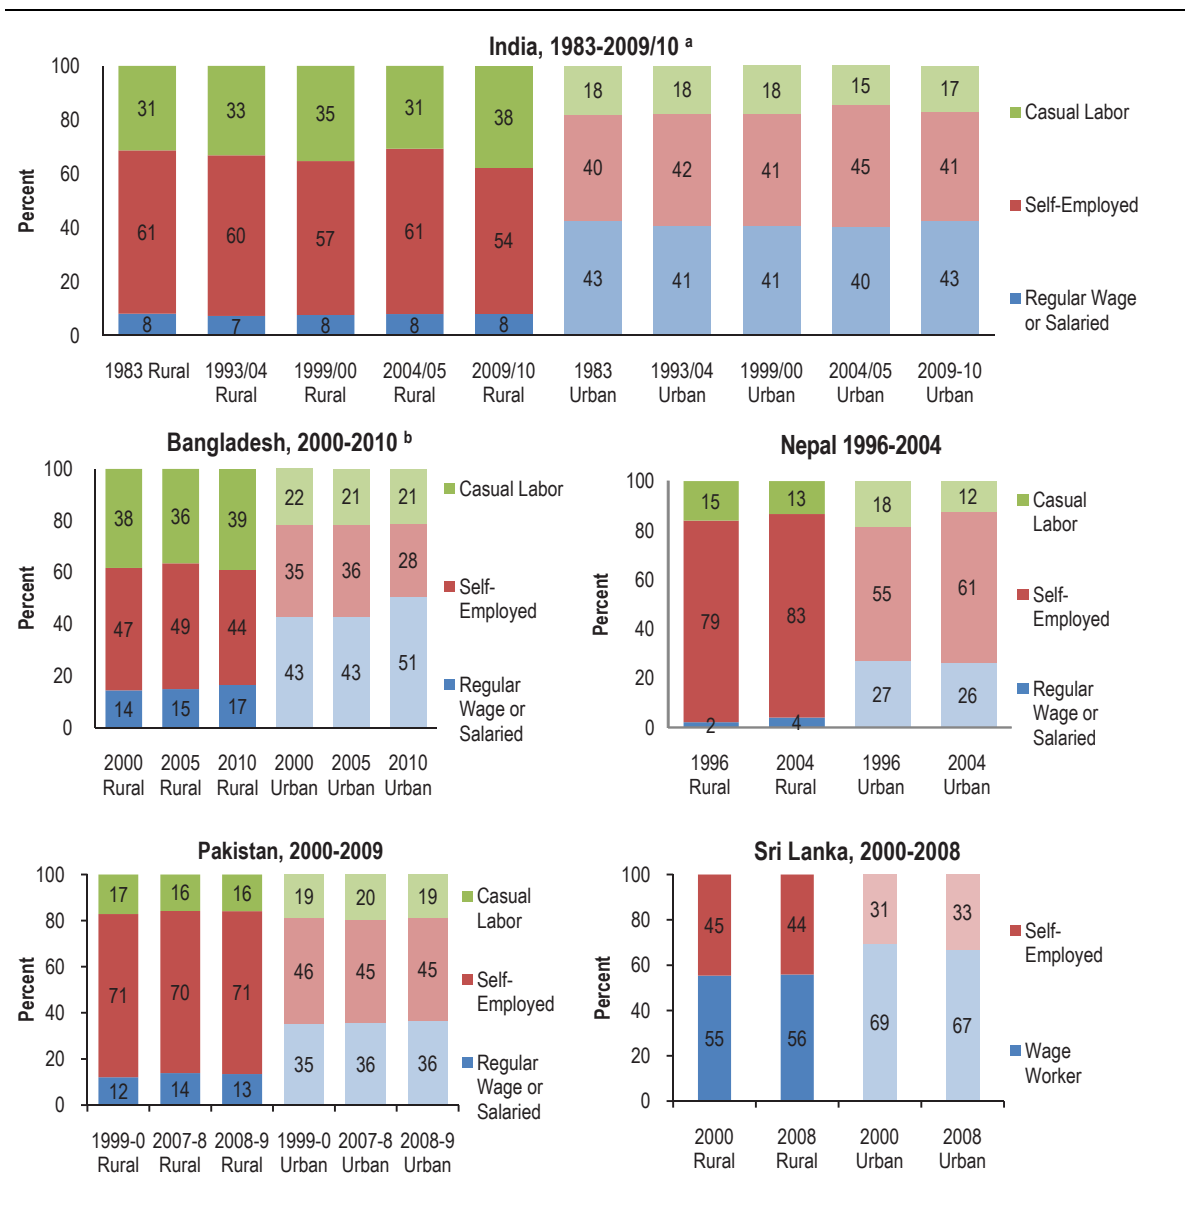 India, 1983-2009/10 a
Percent
100
80
60
40
20
0
31 33 35 31 38 18 18 18 15 17
61 60 57 61 54 40 42 41 45 41
8 7 8 8 8 43 41 41 40 43
Casual Labor
Self-Employed
Regular Wage
or Salaried
1983 Rural 1993/04 1999/00 2004/05 2009/10 1983 1993/04 1999/00 2004/05 2009-10
Rural Rural Rural Rural Urban Urban Urban Urban Urban
Bangladesh, 2000-2010 b
Percent
100
80
60
40
20
0
38 36 39 22 21 21
47 49 44 35 36 28
14 15 17 43 43 51
Casual Labor
Self-
Employed
Regular
Wage or
Salaried
2000 2005 2010 2000 2005 2010
Rural Rural Rural Urban Urban Urban
Nepal 1996-2004
Percent
100
80
60
40
20
0
15 13 18 12
79 83 55 61
2 4 27 26
Casual
Labor
Self-
Employed
Regular
Wage or
Salaried
1996 2004 1996 2004
Rural Rural Urban Urban
Pakistan, 2000-2009
Percent
100
80
60
40
20
0
17 16 16 19 20 19
71 70 71 46 45 45
12 14 13 35 36 36
Casual
Labor
Self-
Employed
Regular
Wage or
Salaried
1999-0 2007-8 2008-9 1999-0 2007-8 2008-9
Rural Rural Rural Urban Urban Urban
Sri Lanka, 2000-2008
Percent
100
80
60
40
20
0
45 44 31 33
55 56 69 67
Self-
Employed
Wage
Worker
2000 2008 2000 2008
Rural Rural Urban Urban